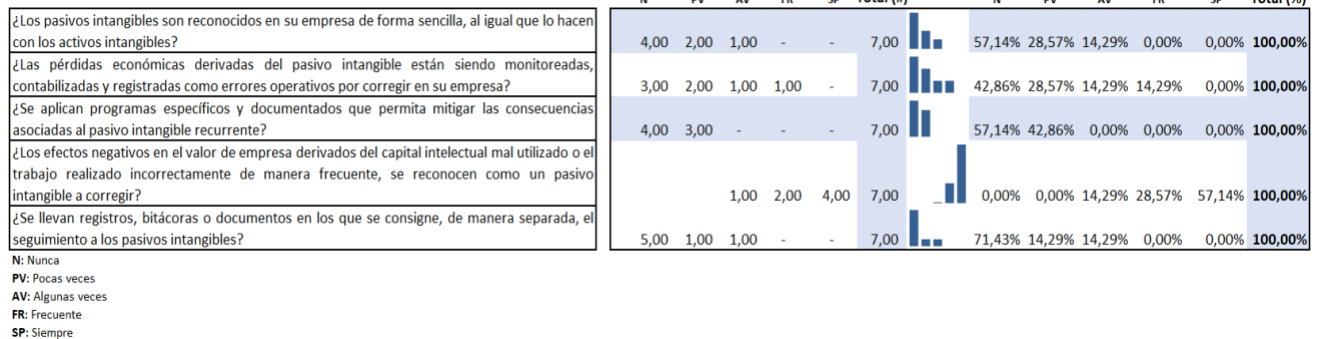 N PV AV FR SP Total (#) N PV AV FR SP Total (%)
¿Los pasivos intangibles son reconocidos en su empresa de forma sencilla, al igual que lo hacen
con los activos intangibles?
4,00 2,00 1,00 - - 7,00 57,14% 28,57% 14,29% 0,00% 0,00% 100,00%
¿Las pérdidas económicas derivadas del pasivo intangible están siendo monitoreadas,
contabilizadas y registradas como errores operativos por corregir en su empresa?
3,00 2,00 1,00 1,00 - 7,00 42,86% 28,57% 14,29% 14,29% 0,00% 100,00%
¿Se aplican programas específicos y documentados que permita mitigar las consecuencias
asociadas al pasivo intangible recurrente?
4,00 3,00 - - - 7,00 57,14% 42,86% 0,00% 0,00% 0,00% 100,00%
¿Los efectos negativos en el valor de empresa derivados del capital intelectual mal utilizado o el
trabajo realizado incorrectamente de manera frecuente, se reconocen como un pasivo
intangible a corregir?
1,00 2,00 4,00 7,00 0,00% 0,00% 14,29% 28,57% 57,14% 100,00%
¿Se llevan registros, bitácoras o documentos en los que se consigne, de manera separada, el
seguimiento a los pasivos intangibles?
5,00 1,00 1,00 - - 7,00 71,43% 14,29% 14,29% 0,00% 0,00% 100,00%
N: Nunca
PV: Pocas veces
AV: Algunas veces
FR: Frecuente
SP: Siempre